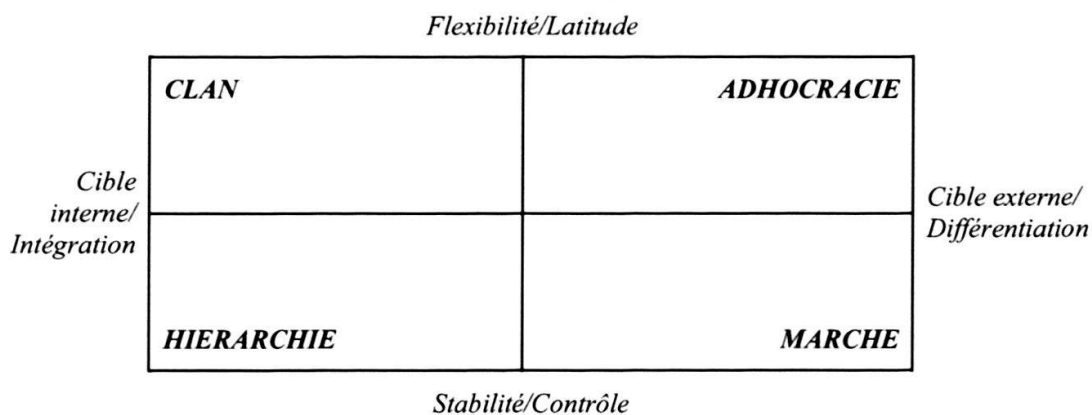 Flexibilité/Latitude
CLAN
ADHOCRACIE
Cible
interne/
Intégration
Cible externe/
Différentiation
HIERARCHIE
MARCHE
Stabilité/Contrôle